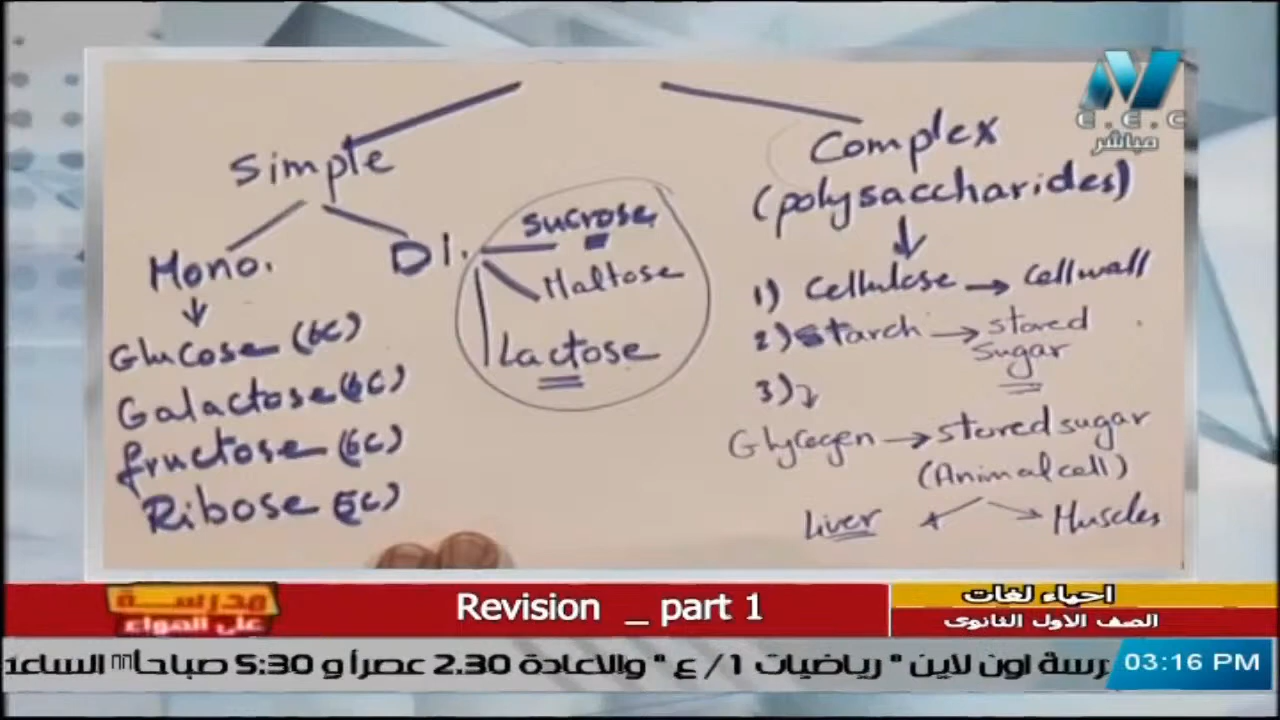 Simple
Mono.
Glucose (6C)
Galactose (6C)
fructose (6C)
Ribose (5C)
DI.
sucrose
Maltose
Lactose
Complex
(polysaccharides)
1) Cellulose → Cellwall
2) Starch → stored
sugar
3)
Glycogen → stored sugar
(Animal cell)
Liver
Muscles
E.E.C
مباشر
مدرسة
على الهواء
Revision _ part 1
احياء لغات
الصف الاول الثانوى
اون لاين " رياضيات 1/ ع " والاعادة 2.30 عصراً و 5:30 صباحاً
03:16 PM